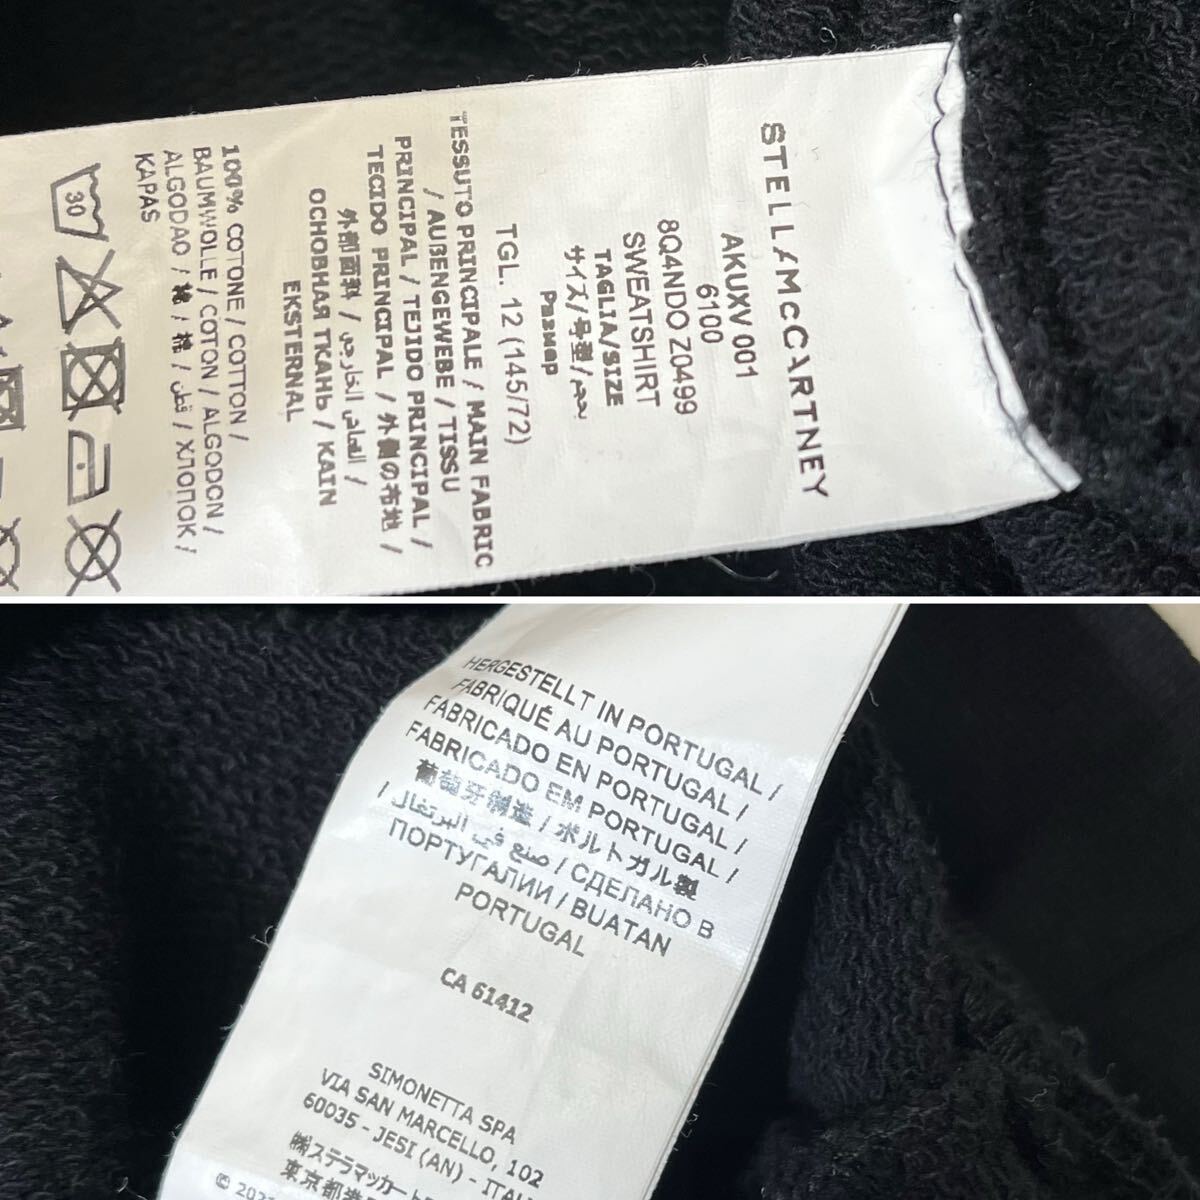 STELLA McCARTNEY
AKUXV 001
6100
8Q4NDO Z0499
SWEATSHIRT
TAGLIA/SIZE
サイズ/号型/حجم
Размер
TGL. 12 (145/72)
TESSUTO PRINCIPALE / MAIN FABRIC
/ AUßENGEWEBE / TISSU
PRINCIPAL / TEJIDO PRINCIPAL /
TECIDO PRINCIPAL / 外側の布地 /
外部面料 / القماش الخارجي /
ОСНОВНАЯ ТКАНЬ / KAIN
EKSTERNAL
100% COTONE / COTTON /
BAUMWOLLE / COTON / ALGODON /
ALGODAO / 綿 / 棉 / قطن / ХЛОПОК /
KAPAS
30
HERGESTELLT IN PORTUGAL /
FABRIQUÉ AU PORTUGAL /
FABRICADO EN PORTUGAL /
FABRICADO EM PORTUGAL /
葡萄牙制造 / ポルトガル製
/ صنع في البرتغال / СДЕЛАНО В
ПОРТУГАЛИИ / BUATAN
PORTUGAL
CA 61412
SIMONETTA SPA
VIA SAN MARCELLO, 102
60035 - JESI (AN) - ITAL
㈱ステラマッカート
東京都